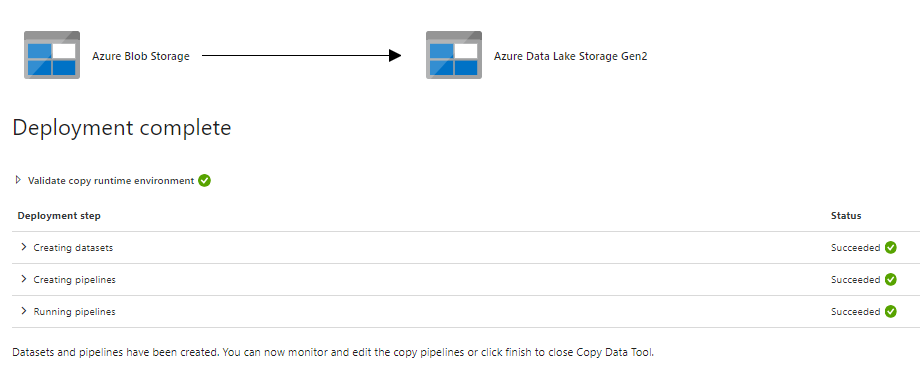 Azure Blob Storage
Azure Data Lake Storage Gen2
Deployment complete
Validate copy runtime environment
Deployment step Status
Creating datasets Succeeded
Creating pipelines Succeeded
Running pipelines Succeeded
Datasets and pipelines have been created. You can now monitor and edit the copy pipelines or click finish to close Copy Data Tool.